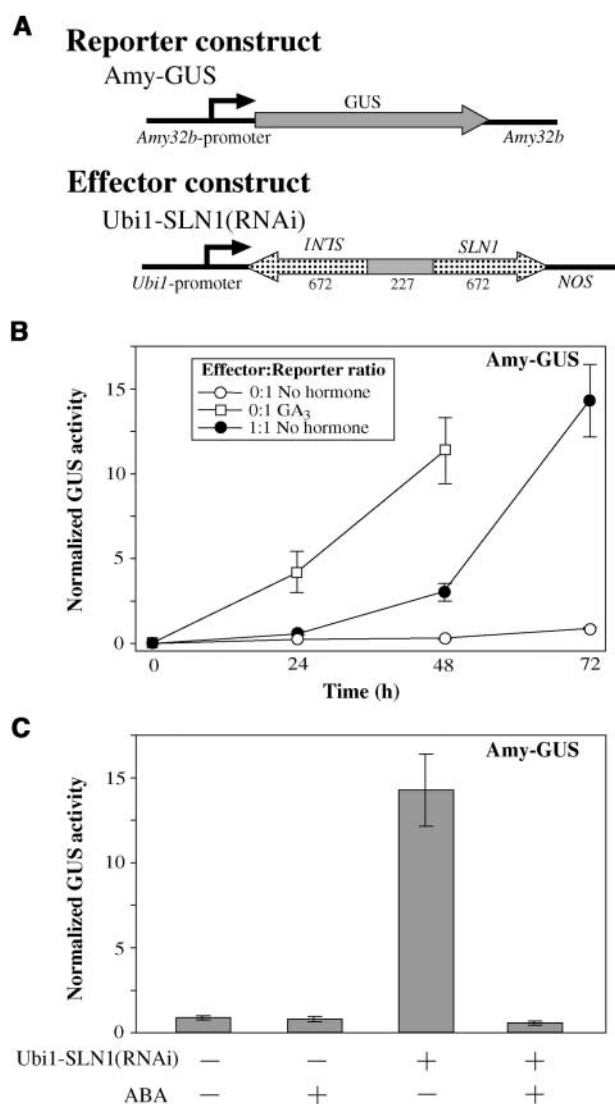 A
Reporter construct
Amy-GUS
GUS
Amy32b-promoter
Amy32b
Effector construct
Ubi1-SLN1(RNAi)
SLN1
SLN1
Ubi1-promoter
672
227
672
NOS
B
Amy-GUS
Effector:Reporter ratio
0:1 No hormone
0:1 GA₃
1:1 No hormone
Normalized GUS activity
15
10
5
0
0
24
48
72
Time (h)
C
Amy-GUS
Normalized GUS activity
15
10
5
0
Ubi1-SLN1(RNAi) − − + +
ABA − + − +